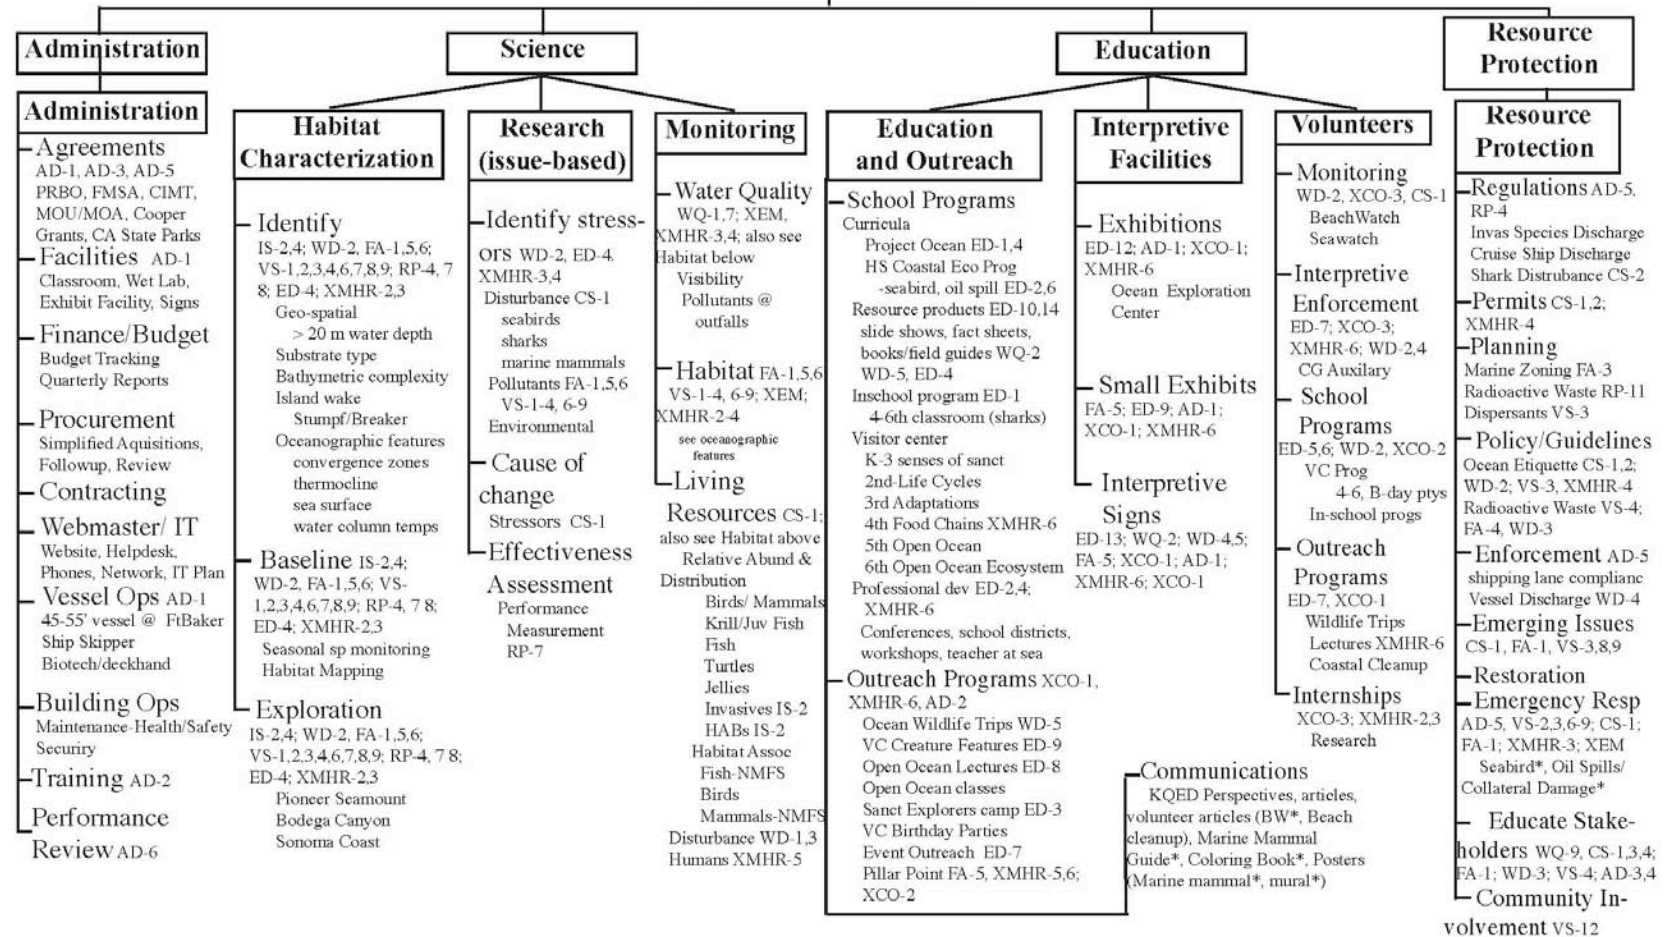 Administration
Science
Education
Resource
Protection
Administration
Agreements
AD-1, AD-3, AD-5
PRBO, FMSA, CIMT,
MOU/MOA, Cooper
Grants, CA State Parks
Facilities AD-1
Classroom, Wet Lab,
Exhibit Facility, Signs
Finance/Budget
Budget Tracking
Quarterly Reports
Procurement
Simplified Aquisitions,
Followup, Review
Contracting
Webmaster/ IT
Website, Helpdesk,
Phones, Network, IT Plan
Vessel Ops AD-1
45-55' vessel @ FtBaker
Ship Skipper
Biotech/deckhand
Building Ops
Maintenance-Health/Safety
Securiry
Training AD-2
Performance
Review AD-6
Habitat
Characterization
Identify
IS-2,4; WD-2, FA-1,5,6;
VS-1,2,3,4,6,7,8,9; RP-4, 7
8; ED-4; XMHR-2,3
Geo-spatial
> 20 m water depth
Substrate type
Bathymetric complexity
Island wake
Stumpf/Breaker
Oceanographic features
convergence zones
thermocline
sea surface
water column temps
Baseline IS-2,4;
WD-2, FA-1,5,6; VS-
1,2,3,4,6,7,8,9; RP-4, 7 8;
ED-4; XMHR-2,3
Seasonal sp monitoring
Habitat Mapping
Exploration
IS-2,4; WD-2, FA-1,5,6;
VS-1,2,3,4,6,7,8,9; RP-4, 7 8;
ED-4; XMHR-2,3
Pioneer Seamount
Bodega Canyon
Sonoma Coast
Research
(issue-based)
Identify stress-
ors WD-2, ED-4.
XMHR-3,4
Disturbance CS-1
seabirds
sharks
marine mammals
Pollutants FA-1,5,6
VS-1-4, 6-9
Environmental
Cause of
change
Stressors CS-1
Effectiveness
Assessment
Performance
Measurement
RP-7
Monitoring
Water Quality
WQ-1,7; XEM,
XMHR-3,4; also see
Habitat below
Visibility
Pollutants @
outfalls
Habitat FA-1,5,6
VS-1-4, 6-9; XEM;
XMHR-2-4
see oceanographic
features
Living
Resources CS-1;
also see Habitat above
Relative Abund &
Distribution
Birds/ Mammals
Krill/Juv Fish
Fish
Turtles
Jellies
Invasives IS-2
HABs IS-2
Habitat Assoc
Fish-NMFS
Birds
Mammals-NMFS
Disturbance WD-1,3
Humans XMHR-5
Education
and Outreach
School Programs
Curricula
Project Ocean ED-1,4
HS Coastal Eco Prog
-seabird, oil spill ED-2,6
Resource products ED-10,14
slide shows, fact sheets,
books/field guides WQ-2
WD-5, ED-4
Inschool program ED-1
4-6th classroom (sharks)
Visitor center
K-3 senses of sanct
2nd-Life Cycles
3rd Adaptations
4th Food Chains XMHR-6
5th Open Ocean
6th Open Ocean Ecosystem
Professional dev ED-2,4;
XMHR-6
Conferences, school districts,
workshops, teacher at sea
Outreach Programs XCO-1,
XMHR-6, AD-2
Ocean Wildlife Trips WD-5
VC Creature Features ED-9
Open Ocean Lectures ED-8
Open Ocean classes
Sanct Explorers camp ED-3
VC Birthday Parties
Event Outreach ED-7
Pillar Point FA-5, XMHR-5,6;
XCO-2
Interpretive
Facilities
Exhibitions
ED-12; AD-1; XCO-1;
XMHR-6
Ocean Exploration
Center
Small Exhibits
FA-5; ED-9; AD-1;
XCO-1; XMHR-6
Interpretive
Signs
ED-13; WQ-2; WD-4,5;
FA-5; XCO-1; AD-1;
XMHR-6; XCO-1
Communications
KQED Perspectives, articles,
volunteer articles (BW*, Beach
cleanup), Marine Mammal
Guide*, Coloring Book*, Posters
(Marine mammal*, mural*)
Volunteers
Monitoring
WD-2, XCO-3, CS-1
BeachWatch
Seawatch
Interpretive
Enforcement
ED-7; XCO-3;
XMHR-6; WD-2,4
CG Auxilary
School
Programs
ED-5,6; WD-2, XCO-2
VC Prog
4-6, B-day ptys
In-school progs
Outreach
Programs
ED-7, XCO-1
Wildlife Trips
Lectures XMHR-6
Coastal Cleanup
Internships
XCO-3; XMHR-2,3
Research
Resource
Protection
Regulations AD-5,
RP-4
Invas Species Discharge
Cruise Ship Discharge
Shark Distrubance CS-2
Permits CS-1,2;
XMHR-4
Planning
Marine Zoning FA-3
Radioactive Waste RP-11
Dispersants VS-3
Policy/Guidelines
Ocean Etiquette CS-1,2;
WD-2; VS-3, XMHR-4
Radioactive Waste VS-4;
FA-4, WD-3
Enforcement AD-5
shipping lane complianc
Vessel Discharge WD-4
Emerging Issues
CS-1, FA-1, VS-3,8,9
Restoration
Emergency Resp
AD-5, VS-2,3,6-9; CS-1;
FA-1; XMHR-3; XEM
Seabird*, Oil Spills/
Collateral Damage*
Educate Stake-
holders WQ-9, CS-1,3,4;
FA-1; WD-3; VS-4; AD-3,4
Community In-
volvement VS-12